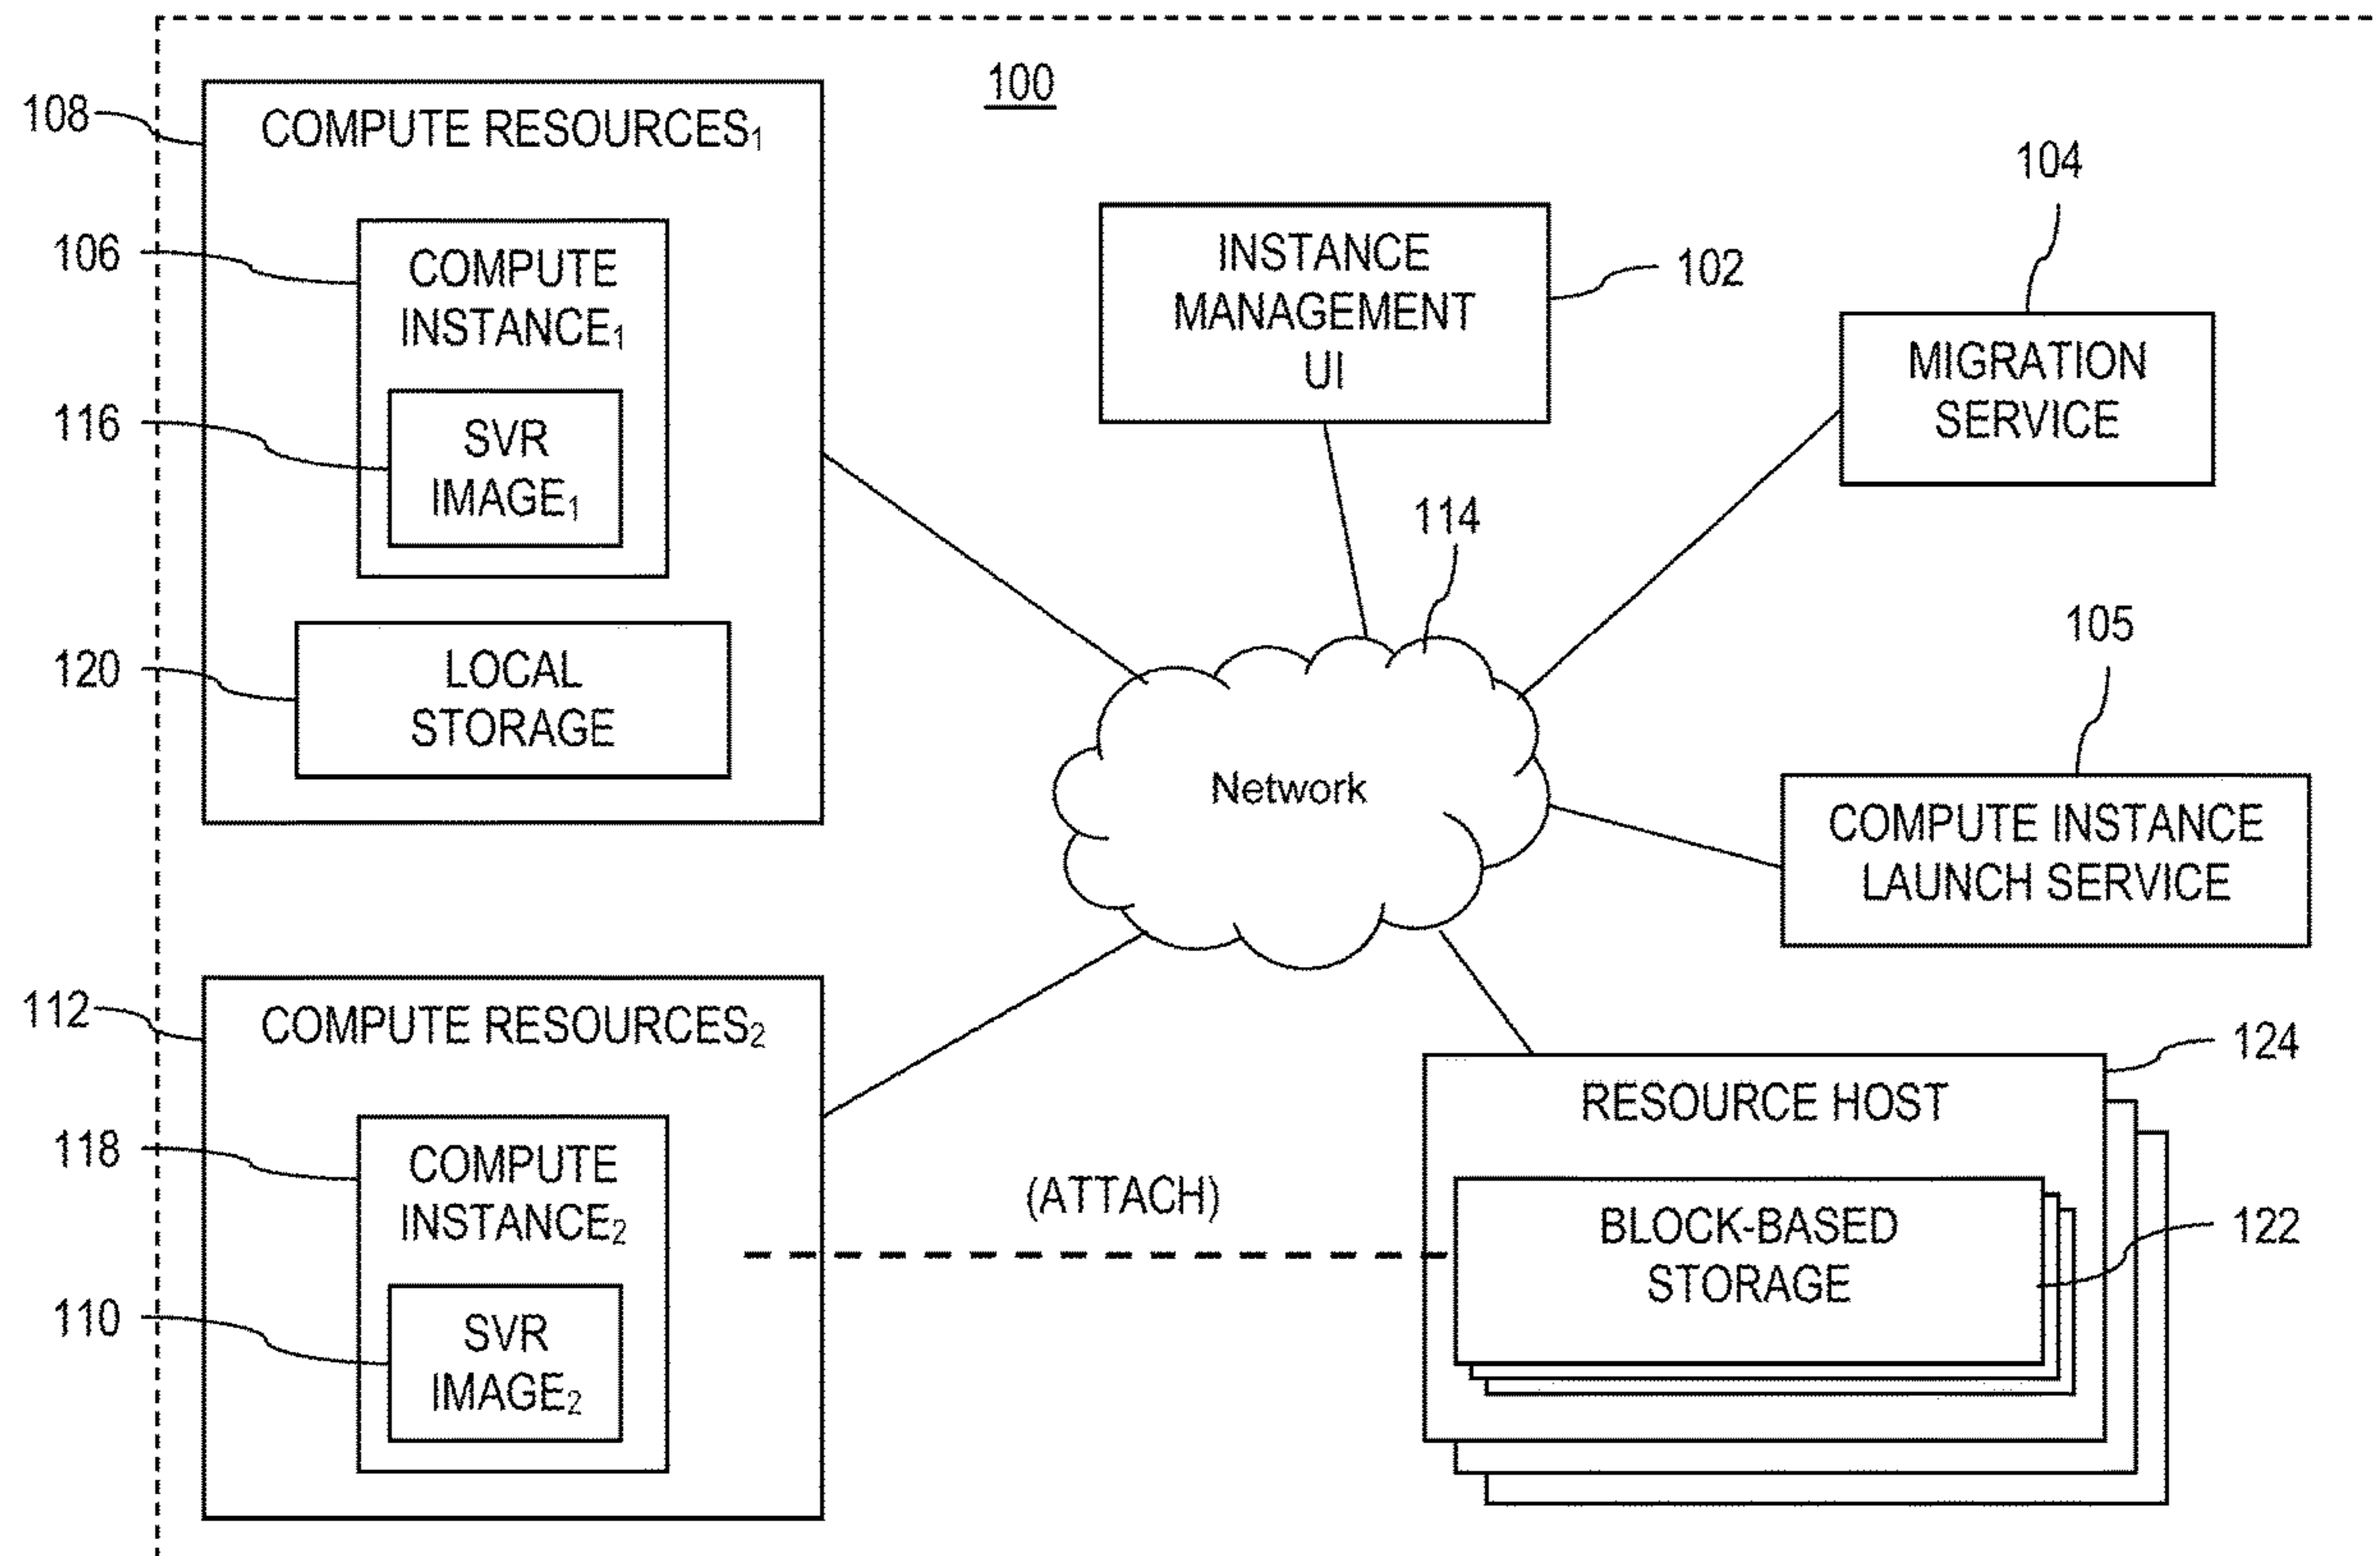 100
108
COMPUTE RESOURCES₁
106
COMPUTE
INSTANCE₁
116
SVR
IMAGE₁
120
LOCAL
STORAGE
INSTANCE
MANAGEMENT
UI
102
104
MIGRATION
SERVICE
114
Network
105
COMPUTE INSTANCE
LAUNCH SERVICE
112
COMPUTE RESOURCES₂
118
COMPUTE
INSTANCE₂
110
SVR
IMAGE₂
(ATTACH)
124
RESOURCE HOST
BLOCK-BASED
STORAGE
122